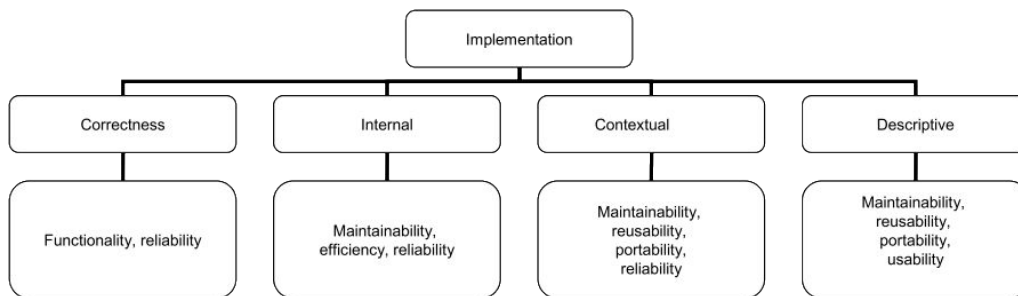 Implementation
Correctness
Internal
Contextual
Descriptive
Functionality, reliability
Maintainability,
efficiency, reliability
Maintainability,
reusability,
portability,
reliability
Maintainability,
reusability,
portability,
usability